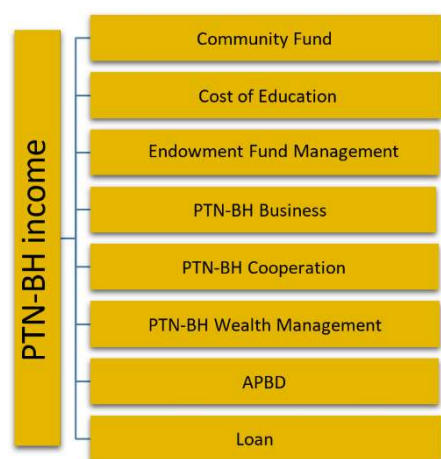 PTN-BH income
Community Fund
Cost of Education
Endowment Fund Management
PTN-BH Business
PTN-BH Cooperation
PTN-BH Wealth Management
APBD
Loan